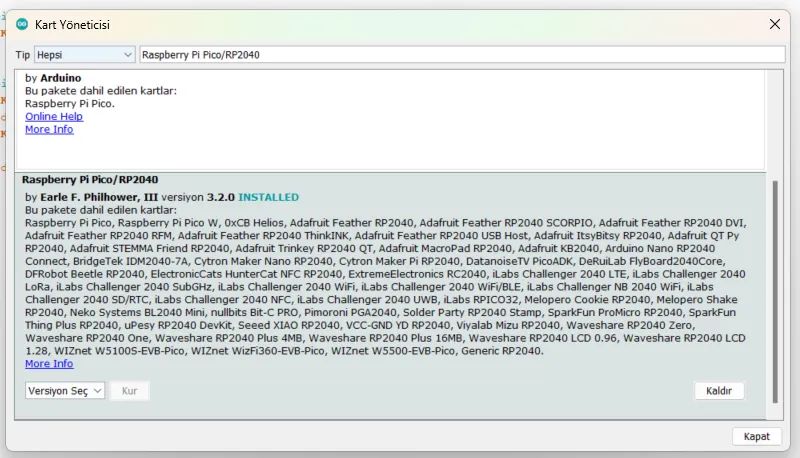 Kart Yöneticisi
Tip Hepsi Raspberry Pi Pico/RP2040
by Arduino
Bu pakete dahil edilen kartlar:
Raspberry Pi Pico.
Online Help
More Info
Raspberry Pi Pico/RP2040
by Earle F. Philhower, III versiyon 3.2.0 INSTALLED
Bu pakete dahil edilen kartlar:
Raspberry Pi Pico, Raspberry Pi Pico W, 0xCB Helios, Adafruit Feather RP2040, Adafruit Feather RP2040 SCORPIO, Adafruit Feather RP2040 DVI,
Adafruit Feather RP2040 RFM, Adafruit Feather RP2040 ThinkINK, Adafruit Feather RP2040 USB Host, Adafruit ItsyBitsy RP2040, Adafruit QT Py
RP2040, Adafruit STEMMA Friend RP2040, Adafruit Trinkey RP2040 QT, Adafruit MacroPad RP2040, Adafruit KB2040, Arduino Nano RP2040
Connect, BridgeTek IDM2040-7A, Cytron Maker Nano RP2040, Cytron Maker Pi RP2040, DatanoiseTV PicoADK, DeRuiLab FlyBoard2040Core,
DFRobot Beetle RP2040, ElectronicCats HunterCat NFC RP2040, ExtremeElectronics RC2040, iLabs Challenger 2040 LTE, iLabs Challenger 2040
LoRa, iLabs Challenger 2040 SubGHz, iLabs Challenger 2040 WiFi, iLabs Challenger 2040 WiFi/BLE, iLabs Challenger NB 2040 WiFi, iLabs
Challenger 2040 SD/RTC, iLabs Challenger 2040 NFC, iLabs Challenger 2040 UWB, iLabs RPICO32, Melopero Cookie RP2040, Melopero Shake
RP2040, Neko Systems BL2040 Mini, nullbits Bit-C PRO, Pimoroni PGA2040, Solder Party RP2040 Stamp, SparkFun ProMicro RP2040, SparkFun
Thing Plus RP2040, uPesy RP2040 DevKit, Seeed XIAO RP2040, VCC-GND YD RP2040, Viyalab Mizu RP2040, Waveshare RP2040 Zero,
Waveshare RP2040 One, Waveshare RP2040 Plus 4MB, Waveshare RP2040 Plus 16MB, Waveshare RP2040 LCD 0.96, Waveshare RP2040 LCD
1.28, WIZnet W5100S-EVB-Pico, WIZnet WizFi360-EVB-Pico, WIZnet W5500-EVB-Pico, Generic RP2040.
More Info
Versiyon Seç Kur Kaldır
Kapat